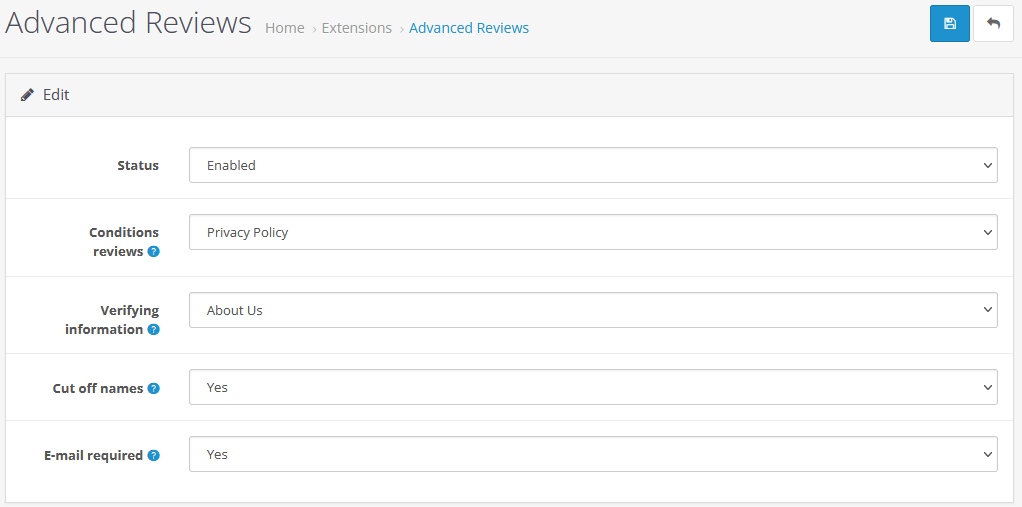 Advanced Reviews Home › Extensions › Advanced Reviews
Edit
Status Enabled
Conditions Privacy Policy
reviews ?
Verifying About Us
information ?
Cut off names ? Yes
E-mail required ? Yes